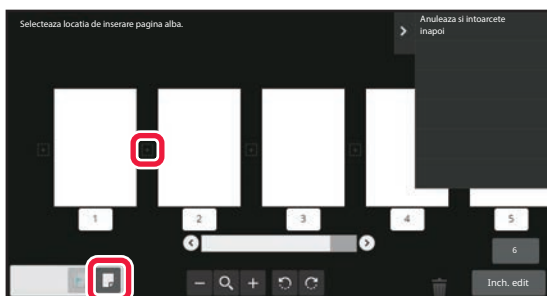 Selecteaza locatia de inserare pagina alba.
Anuleaza si intoarcete
inapoi
1
2
3
4
5
6
Inch. edit